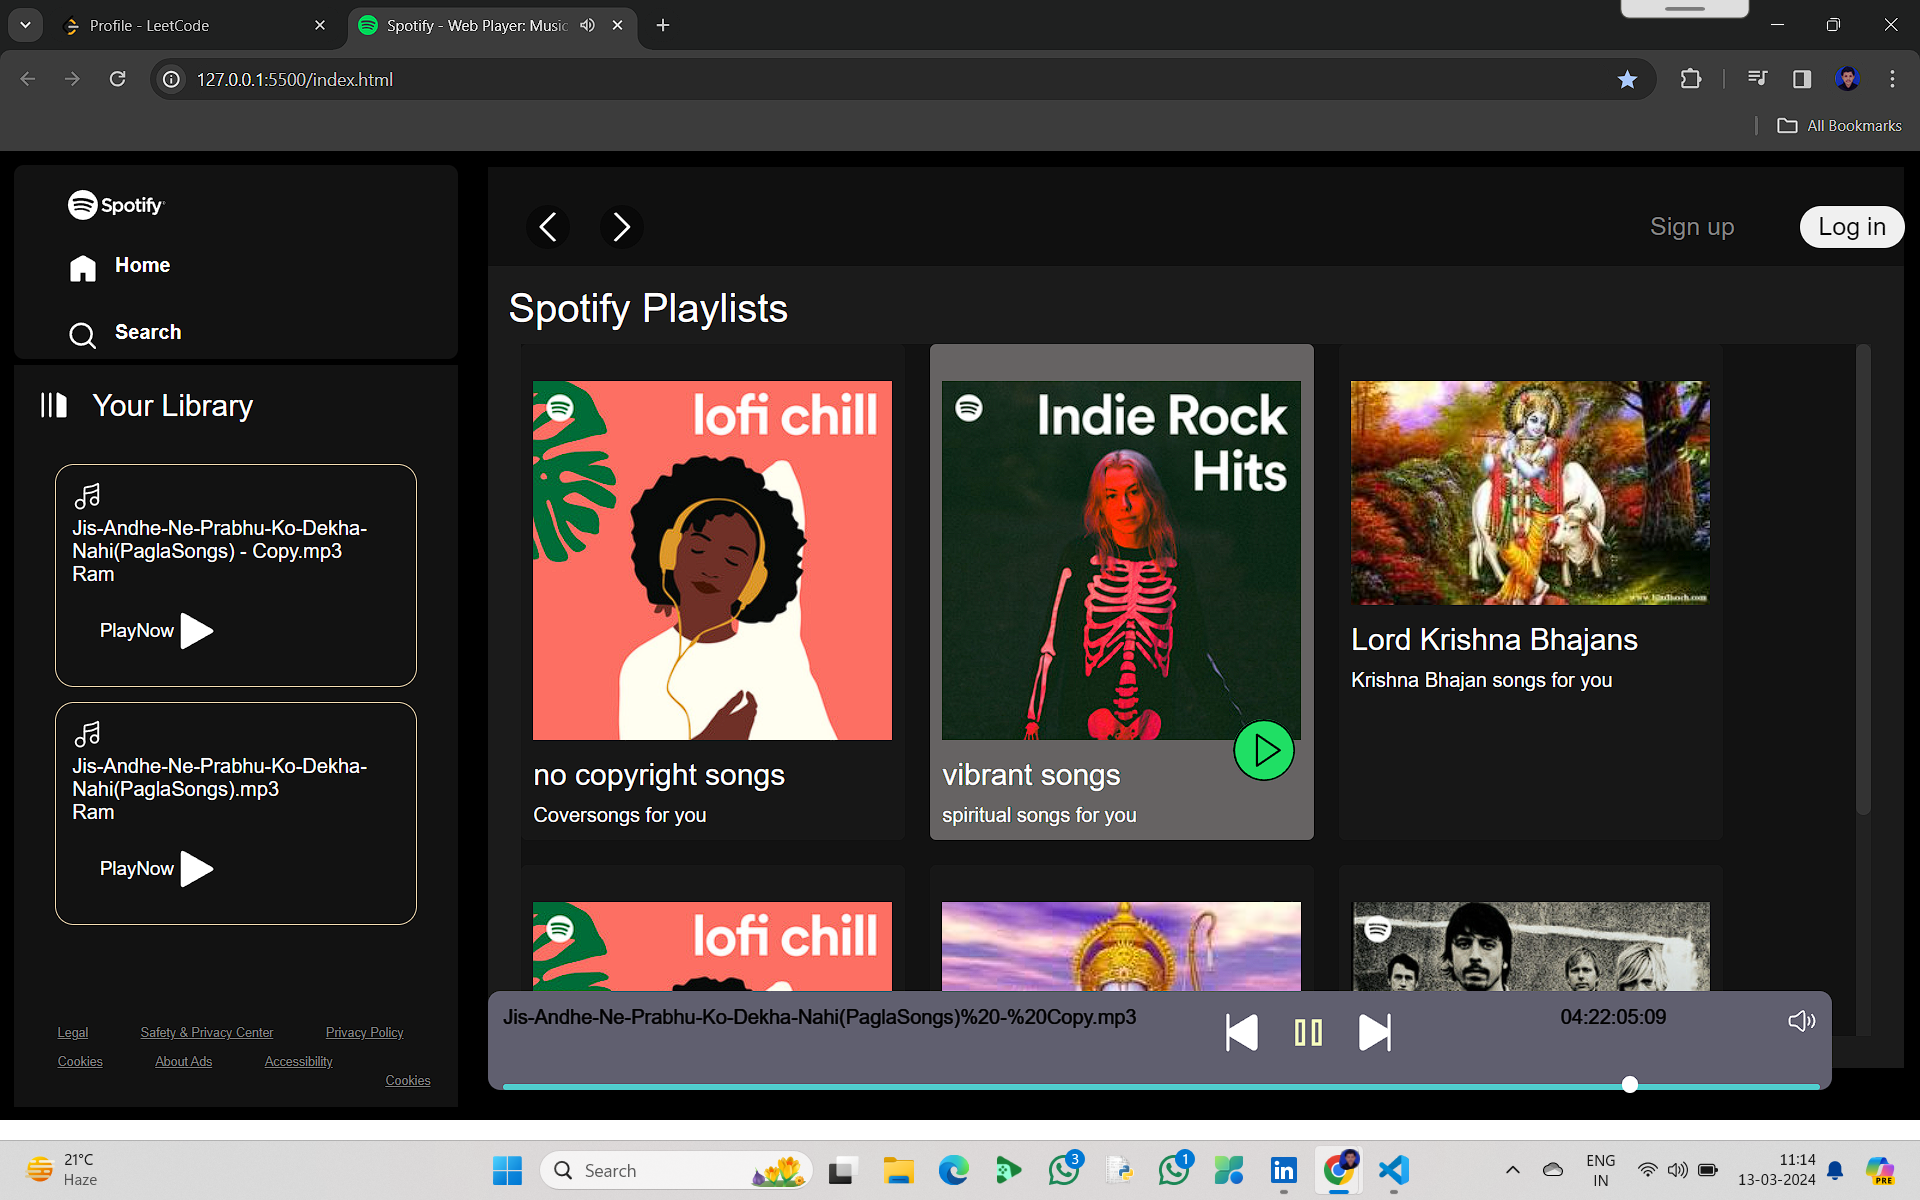 Profile - LeetCode
Spotify - Web Player: Music
127.0.0.1:5500/index.html
All Bookmarks
Spotify
Home
Search
Your Library
Jis-Andhe-Ne-Prabhu-Ko-Dekha-
Nahi(PaglaSongs) - Copy.mp3
Ram
PlayNow
Jis-Andhe-Ne-Prabhu-Ko-Dekha-
Nahi(PaglaSongs).mp3
Ram
PlayNow
Legal
Safety & Privacy Center
Privacy Policy
Cookies
About Ads
Accessibility
Cookies
Sign up
Log in
Spotify Playlists
lofi chill
no copyright songs
Coversongs for you
Indie Rock
Hits
vibrant songs
spiritual songs for you
Lord Krishna Bhajans
Krishna Bhajan songs for you
lofi chill
Jis-Andhe-Ne-Prabhu-Ko-Dekha-Nahi(PaglaSongs)%20-%20Copy.mp3
04:22:05:09
21°C
Haze
Search
3
1
in
ENG
IN
11:14
13-03-2024
PRE